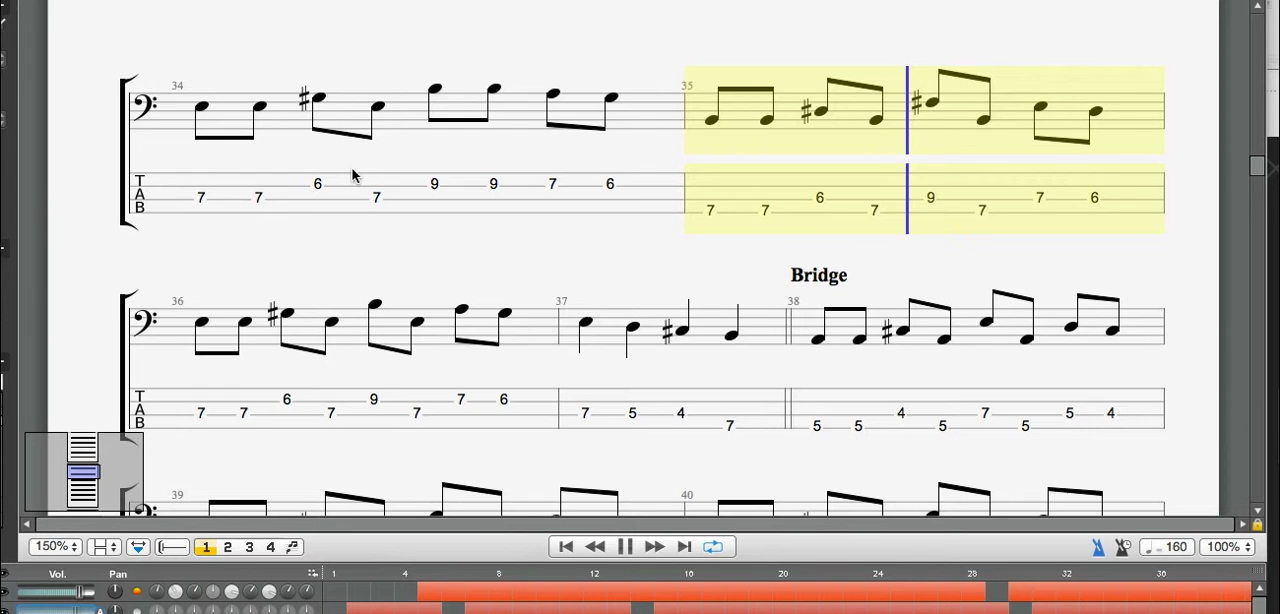 34 35
T
A
B
7 7 6 7 9 9 7 6 7 7 6 7 9 7 7 6
Bridge
36 37 38
T
A
B
7 7 6 7 9 7 7 6 7 5 4 7 5 5 4 5 7 5 5 4
39 40
150% 1 2 3 4 = 160 100%
Vol. Pan 1 4 8 12 16 20 24 28 32 36